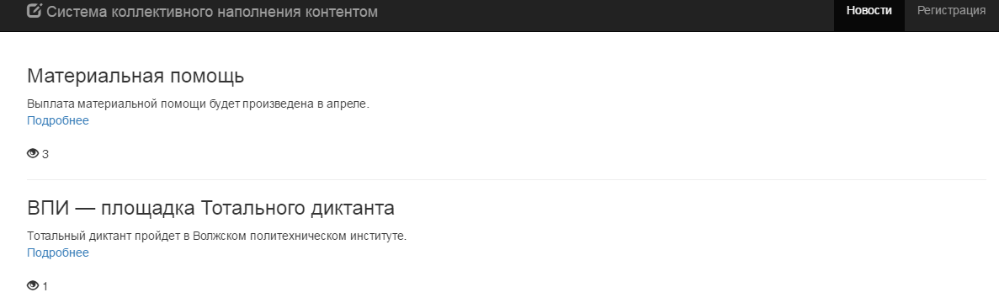 Система коллективного наполнения контентом
Новости Регистрация
Материальная помощь
Выплата материальной помощи будет произведена в апреле.
Подробнее
3
ВПИ — площадка Тотального диктанта
Тотальный диктант пройдет в Волжском политехническом институте.
Подробнее
1